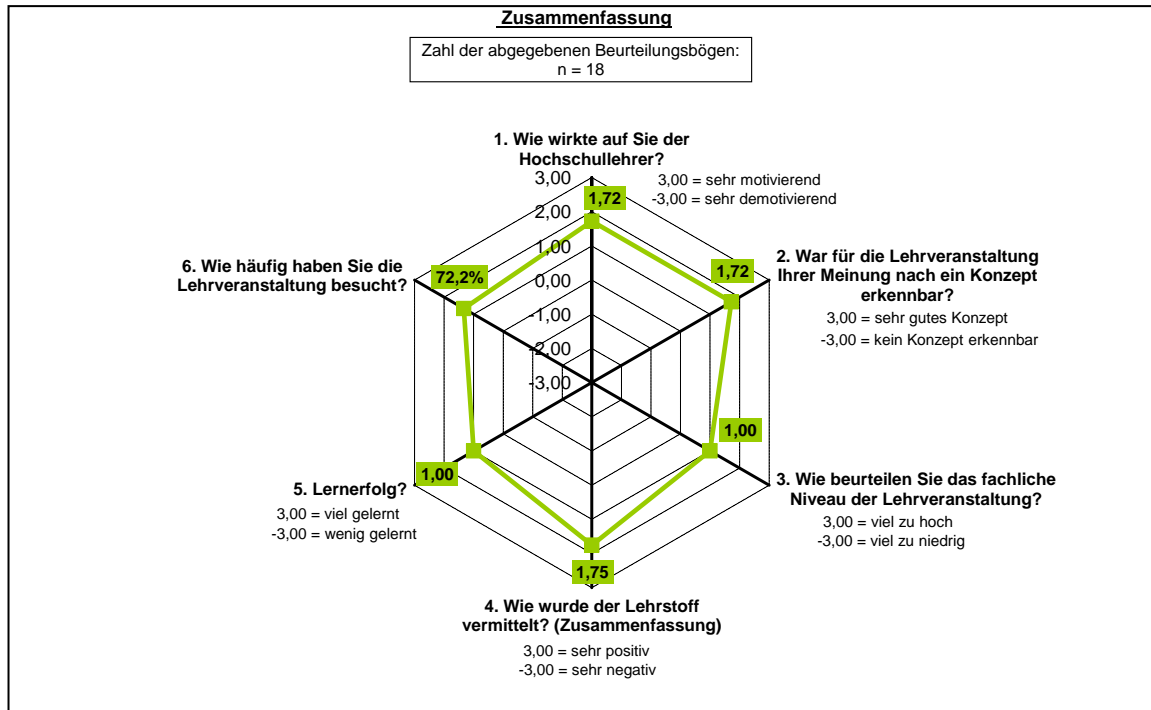 Zusammenfassung
Zahl der abgegebenen Beurteilungsbögen:
n = 18
1. Wie wirkte auf Sie der
Hochschullehrer?
3,00 = sehr motivierend
-3,00 = sehr demotivierend
3,00
2,00
1,00
0,00
-1,00
-2,00
-3,00
1,72
2. War für die Lehrveranstaltung
Ihrer Meinung nach ein Konzept
erkennbar?
3,00 = sehr gutes Konzept
-3,00 = kein Konzept erkennbar
1,72
3. Wie beurteilen Sie das fachliche
Niveau der Lehrveranstaltung?
3,00 = viel zu hoch
-3,00 = viel zu niedrig
1,00
1,75
4. Wie wurde der Lehrstoff
vermittelt? (Zusammenfassung)
3,00 = sehr positiv
-3,00 = sehr negativ
1,00
5. Lernerfolg?
3,00 = viel gelernt
-3,00 = wenig gelernt
6. Wie häufig haben Sie die
Lehrveranstaltung besucht?
72,2%